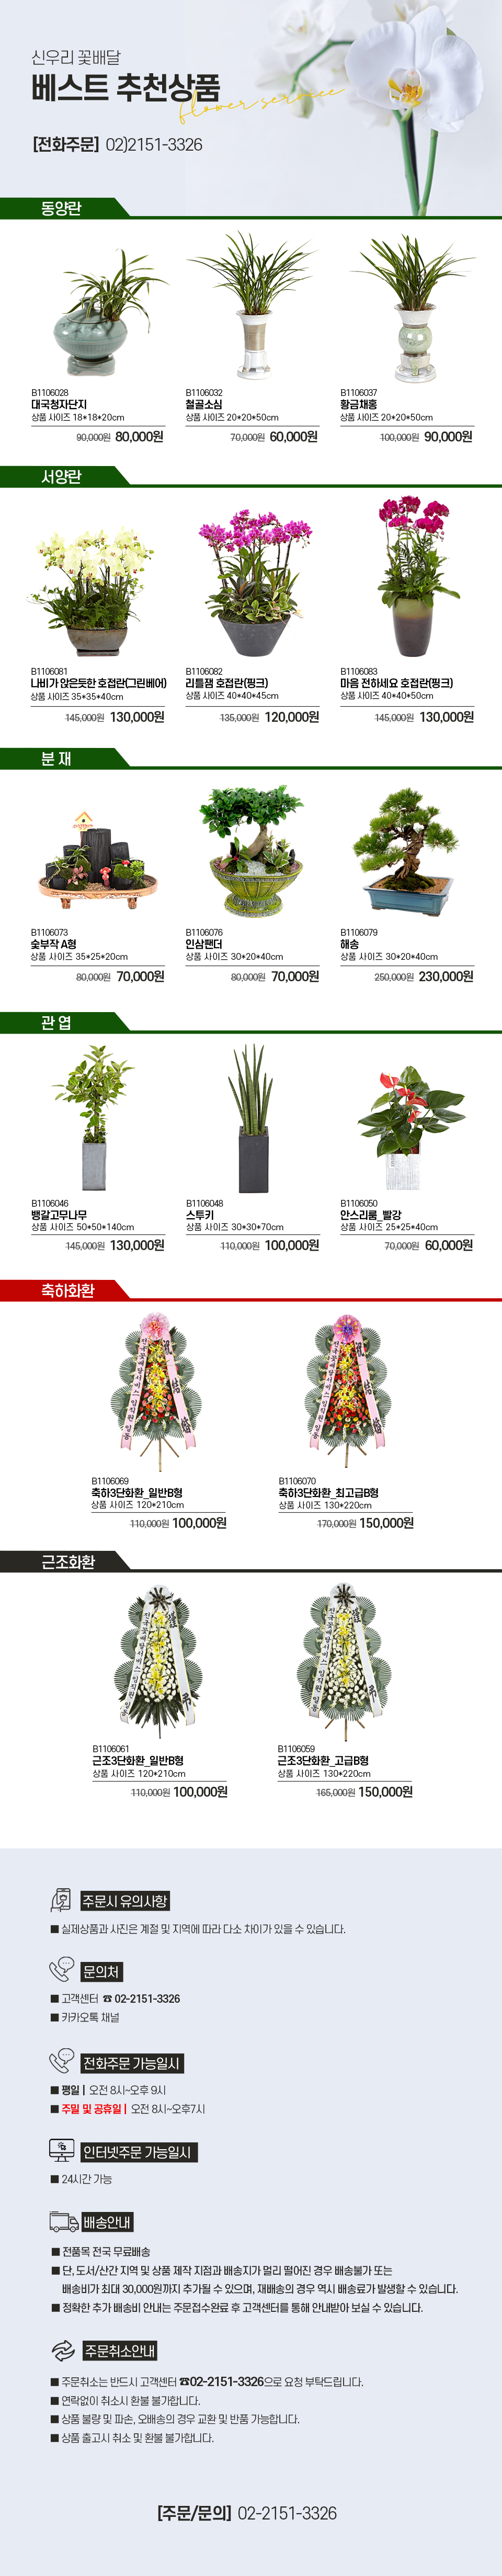 신우리 꽃배달
베스트 추천상품
flower service
[전화주문] 02)2151-3326
동양란
B1106028
대국청자단지
상품 사이즈 18*18*20cm
90,000원 80,000원
B1106032
철골소심
상품 사이즈 20*20*50cm
70,000원 60,000원
B1106037
황금채홍
상품 사이즈 20*20*50cm
100,000원 90,000원
서양란
B1106081
나비가 앉은듯한 호접란(그린베어)
상품 사이즈 35*35*40cm
145,000원 130,000원
B1106082
리틀잼 호접란(핑크)
상품 사이즈 40*40*45cm
135,000원 120,000원
B1106083
마음 전하세요 호접란(핑크)
상품 사이즈 40*40*50cm
145,000원 130,000원
분 재
B1106073
숯부작 A형
상품 사이즈 35*25*20cm
80,000원 70,000원
B1106076
인삼팬더
상품 사이즈 30*20*40cm
80,000원 70,000원
B1106079
해송
상품 사이즈 30*20*40cm
250,000원 230,000원
관 엽
B1106046
뱅갈고무나무
상품 사이즈 50*50*140cm
145,000원 130,000원
B1106048
스투키
상품 사이즈 30*30*70cm
110,000원 100,000원
B1106050
안스리룸_빨강
상품 사이즈 25*25*40cm
70,000원 60,000원
축하화환
B1106069
축하3단화환_일반B형
상품 사이즈 120*210cm
110,000원 100,000원
B1106070
축하3단화환_최고급B형
상품 사이즈 130*220cm
170,000원 150,000원
근조화환
B1106061
근조3단화환_일반B형
상품 사이즈 120*210cm
110,000원 100,000원
B1106059
근조3단화환_고급B형
상품 사이즈 130*220cm
165,000원 150,000원
주문시 유의사항
■ 실제상품과 사진은 계절 및 지역에 따라 다소 차이가 있을 수 있습니다.
문의처
■ 고객센터 ☎ 02-2151-3326
■ 카카오톡 채널
전화주문 가능일시
■ 평일 | 오전 8시~오후 9시
■ 주말 및 공휴일 | 오전 8시~오후7시
인터넷주문 가능일시
■ 24시간 가능
배송안내
■ 전품목 전국 무료배송
■ 단, 도서/산간 지역 및 상품 제작 지점과 배송지가 멀리 떨어진 경우 배송불가 또는
배송비가 최대 30,000원까지 추가될 수 있으며, 재배송의 경우 역시 배송료가 발생할 수 있습니다.
■ 정확한 추가 배송비 안내는 주문접수완료 후 고객센터를 통해 안내받아 보실 수 있습니다.
주문취소안내
■ 주문취소는 반드시 고객센터 ☎02-2151-3326으로 요청 부탁드립니다.
■ 연락없이 취소시 환불 불가합니다.
■ 상품 불량 및 파손, 오배송의 경우 교환 및 반품 가능합니다.
■ 상품 출고시 취소 및 환불 불가합니다.
[주문/문의] 02-2151-3326